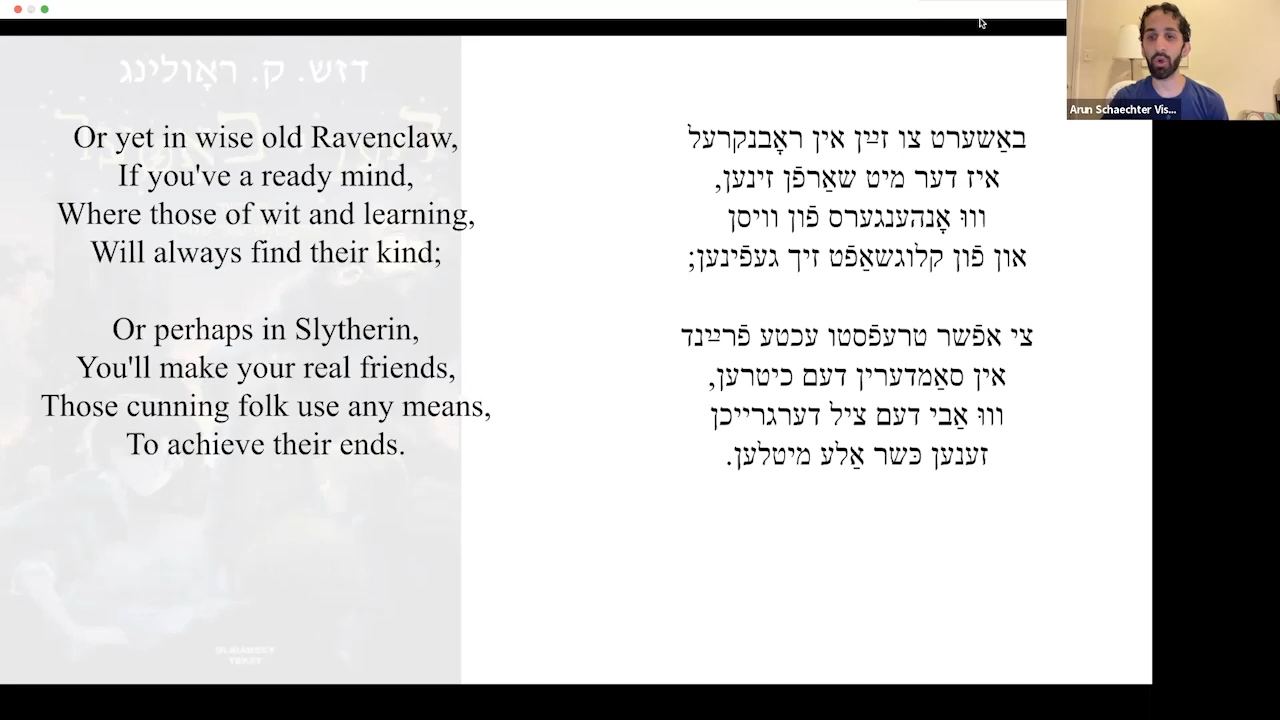 דזש. ק. ראָולינג
Or yet in wise old Ravenclaw,
If you've a ready mind,
Where those of wit and learning,
Will always find their kind;
Or perhaps in Slytherin,
You'll make your real friends,
Those cunning folk use any means,
To achieve their ends.
באַשערט צו זײַן אין ראָבנקרעל
איז דער מיט שאַרפֿן זינען,
וווּ אָנהענגערס פֿון וויסן
און פֿון קלוגשאַפֿט זיך געפֿינען;
צי אפֿשר טרעפֿסטו עכטע פֿרײַנד
אין סאַמדערין דעם כיטרען,
וווּ אַבי דעם ציל דערגרייכן
זענען כּשר אַלע מיטלען.
Arun Schaechter Vis...